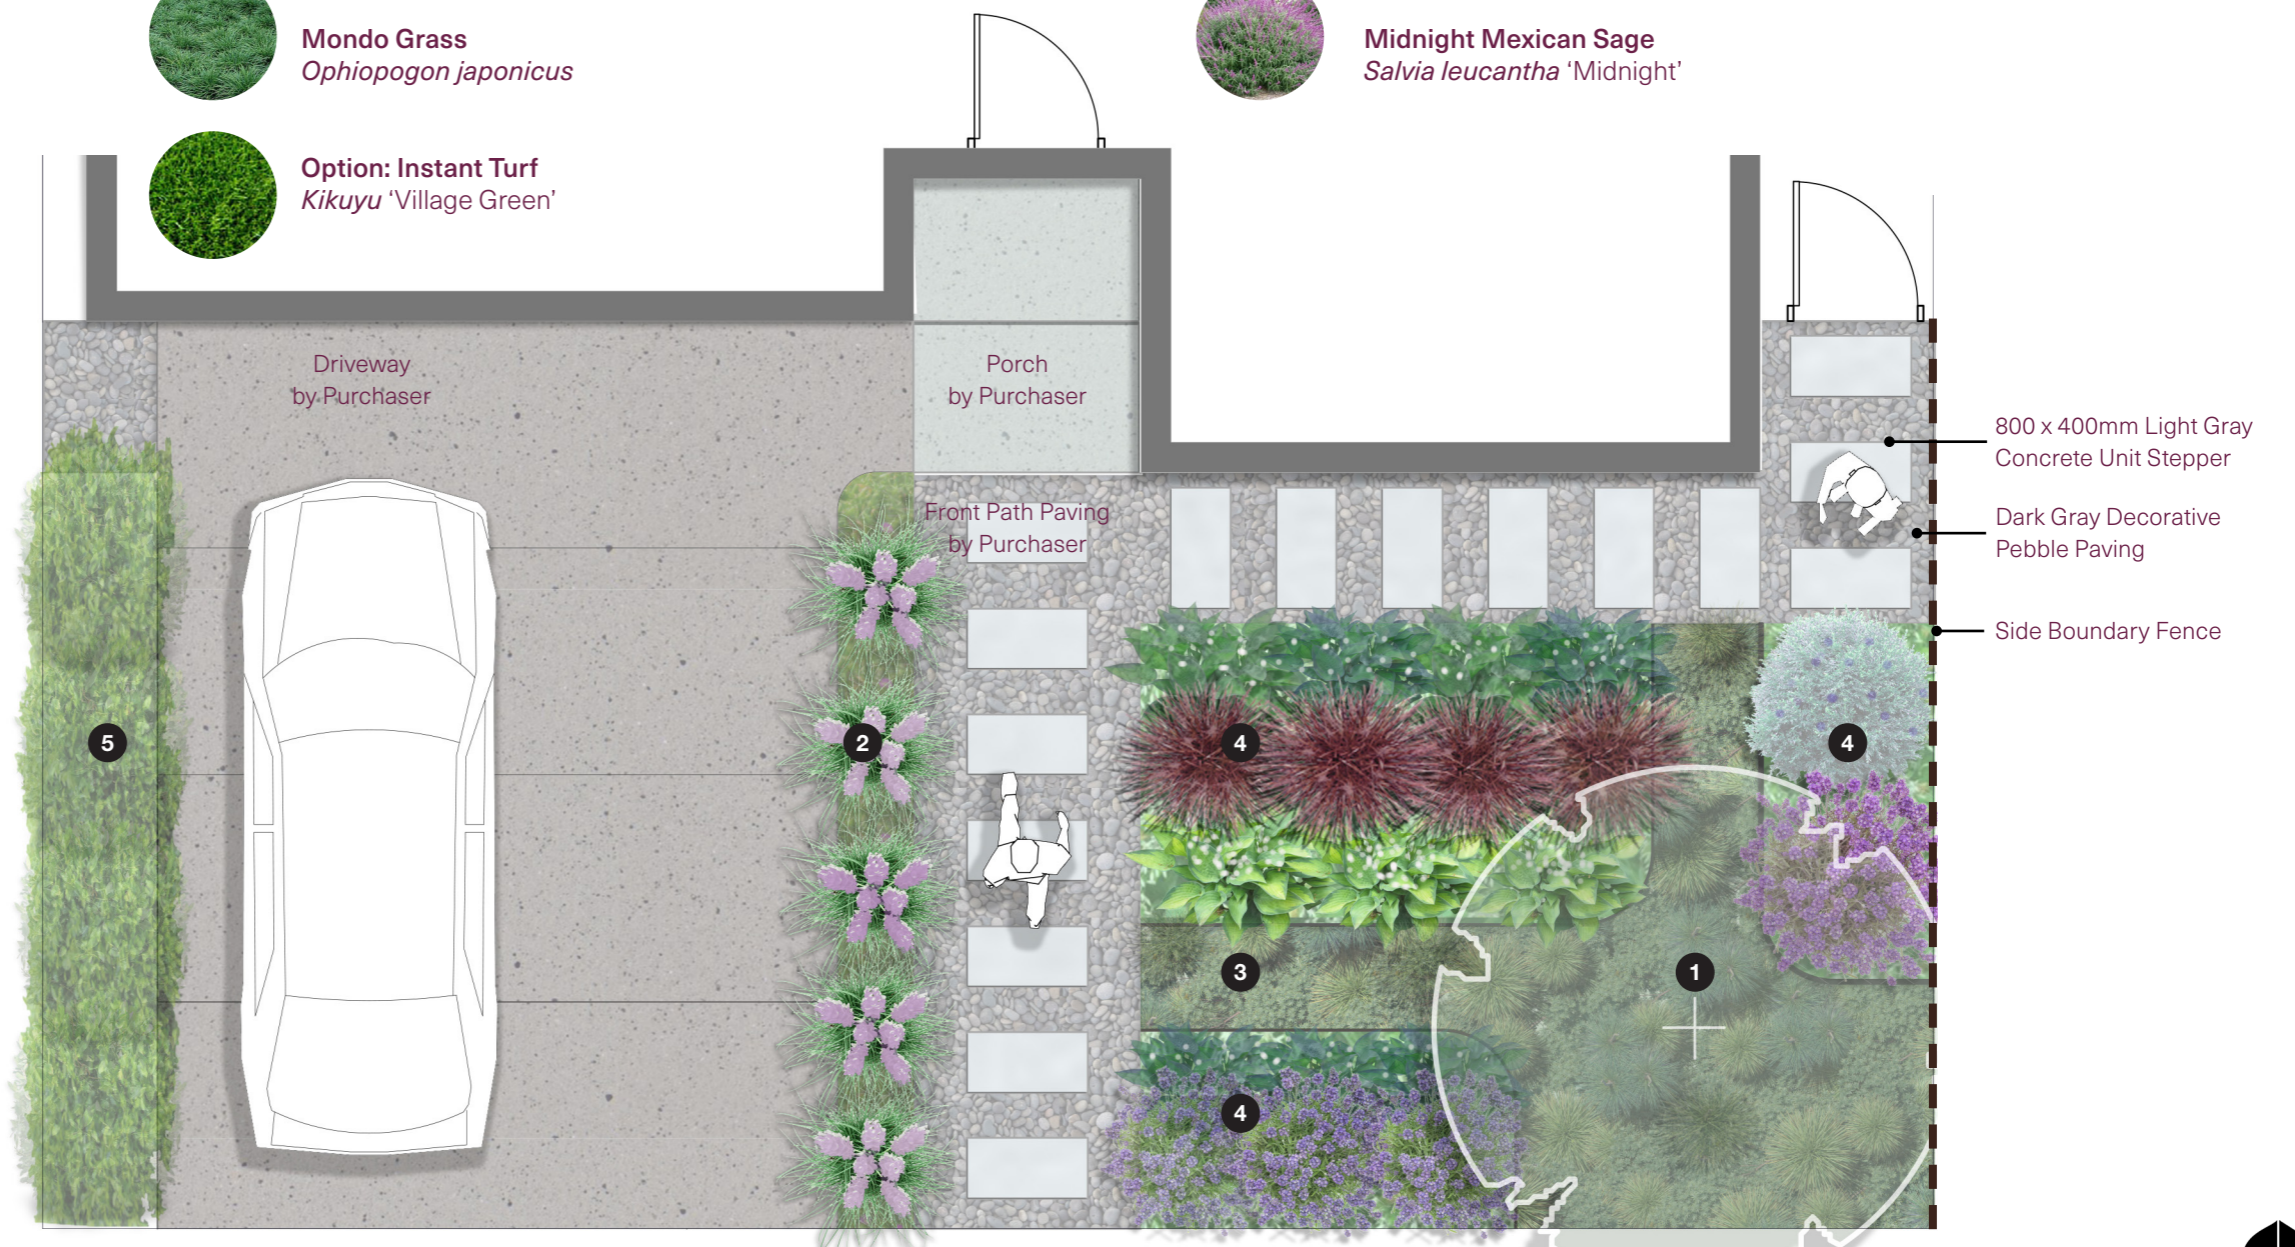 Mondo Grass
Ophiopogon japonicus
Midnight Mexican Sage
Salvia leucantha ‘Midnight’
Option: Instant Turf
Kikuyu ‘Village Green’
Driveway
by Purchaser
Porch
by Purchaser
800 x 400mm Light Gray
Concrete Unit Stepper
Front Path Paving
by Purchaser
Dark Gray Decorative
Pebble Paving
Side Boundary Fence
5
2
4
4
3
1
4